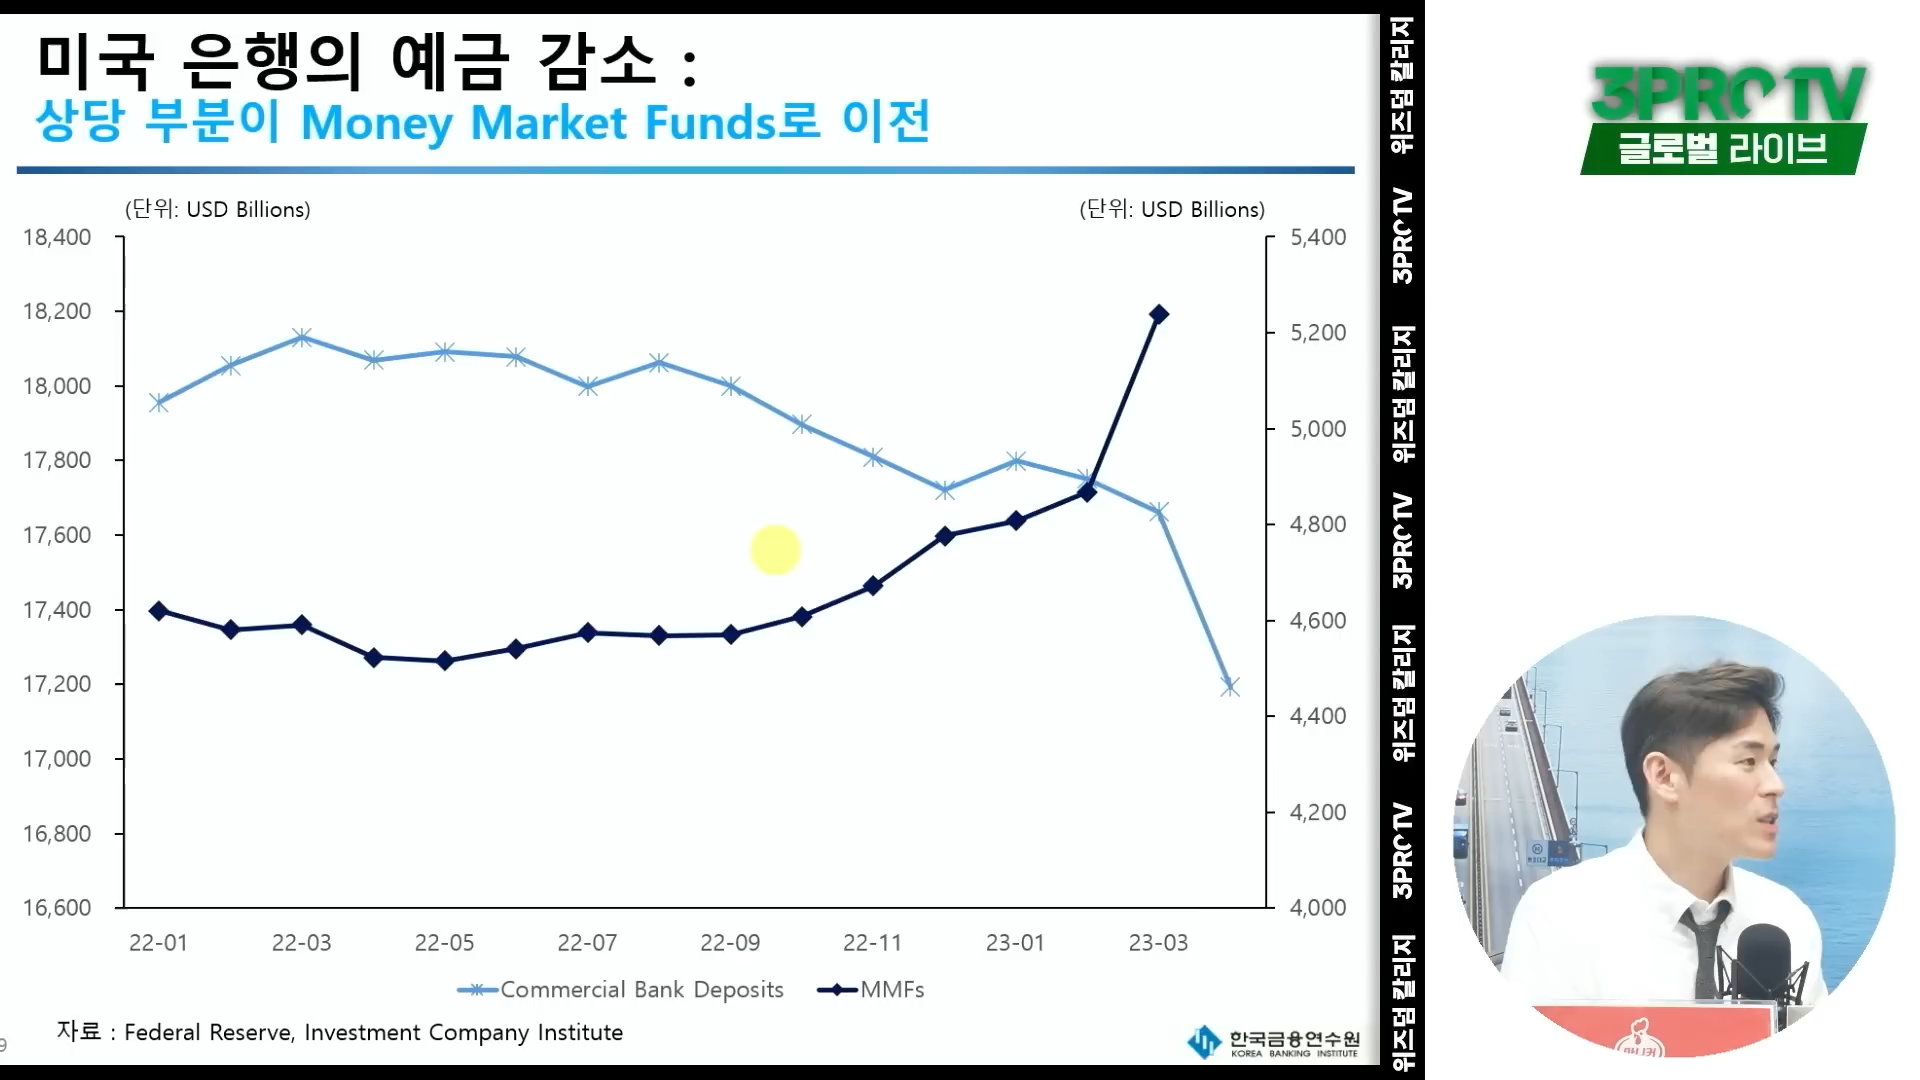 미국 은행의 예금 감소 :
상당 부분이 Money Market Funds로 이전
(단위: USD Billions)
(단위: USD Billions)
18,400
18,200
18,000
17,800
17,600
17,400
17,200
17,000
16,800
16,600
5,400
5,200
5,000
4,800
4,600
4,400
4,200
4,000
22-01
22-03
22-05
22-07
22-09
22-11
23-01
23-03
Commercial Bank Deposits
MMFs
자료 : Federal Reserve, Investment Company Institute
9
한국금융연수원
KOREA BANKING INSTITUTE
위즈덤 칼리지
3PROTV
위즈덤 칼리지
3PROTV
위즈덤 칼리지
3PROTV
위즈덤 칼리지
3PROTV
글로벌 라이브